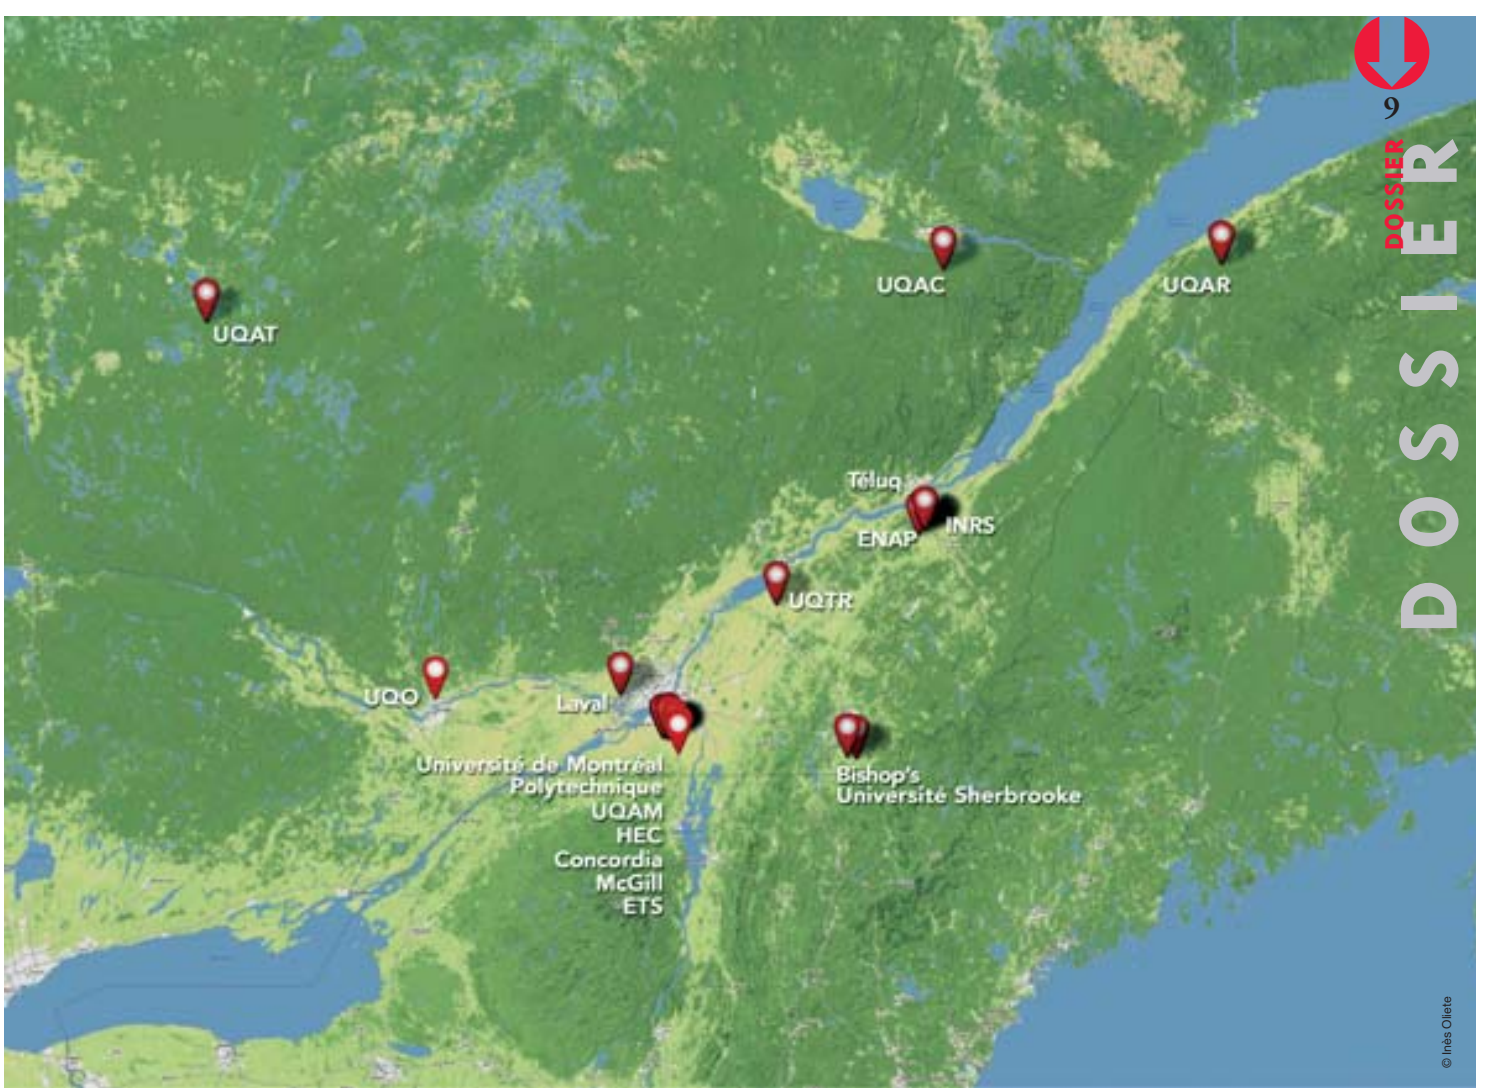 9
DOSSIER
DOSSIER
UQAC
UQAR
UQAT
Téluq
INRS
ENAP
UQTR
UQO
Laval
Université de Montréal
Polytechnique
UQAM
HEC
Concordia
McGill
ETS
Bishop's
Université Sherbrooke
© Inès Oliete